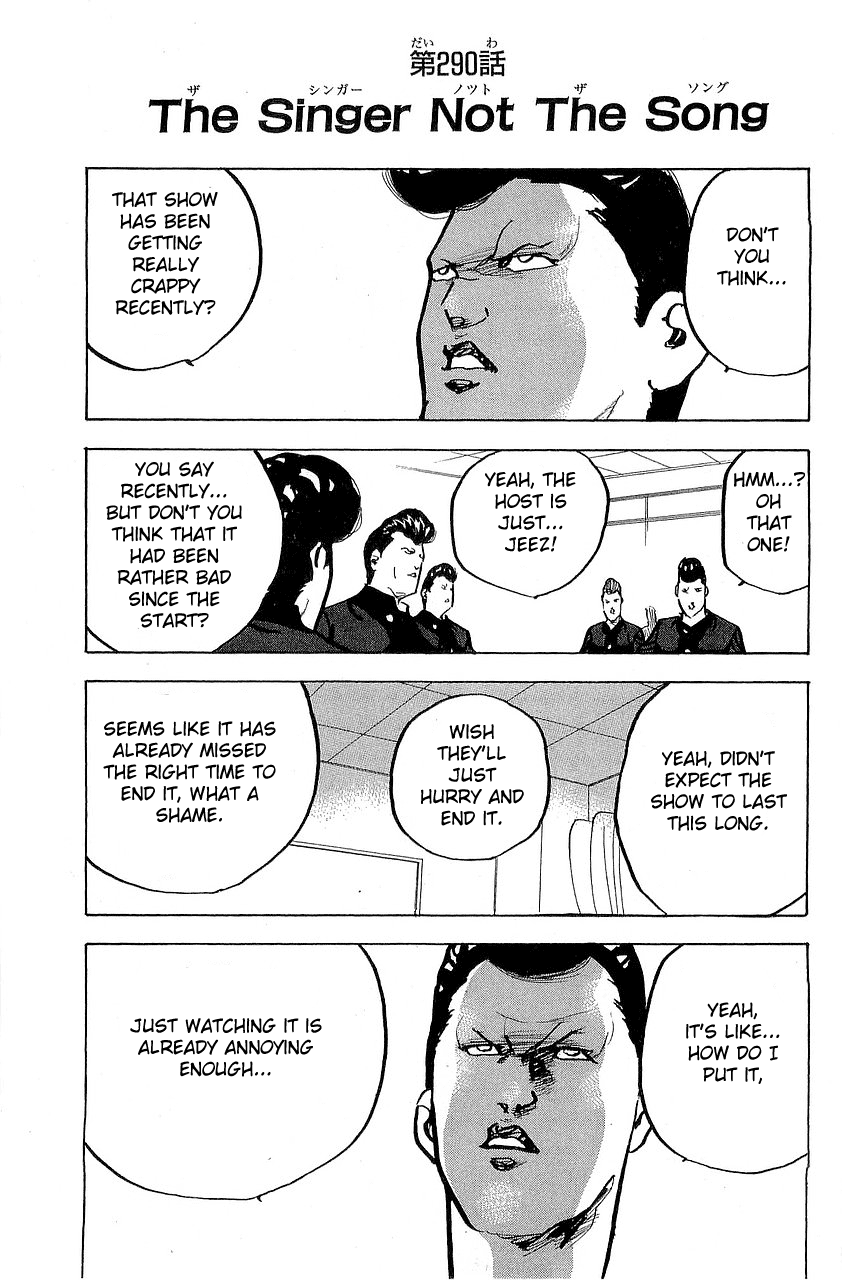 だい わ
第290話
ザ シンガー ノット ザ ソング
The Singer Not The Song
DON'T
YOU
THINK...
THAT SHOW
HAS BEEN
GETTING
REALLY
CRAPPY
RECENTLY?
HMM...?
OH
THAT
ONE!
YEAH, THE
HOST IS
JUST...
JEEZ!
YOU SAY
RECENTLY...
BUT DON'T YOU
THINK THAT IT
HAD BEEN
RATHER BAD
SINCE THE
START?
YEAH, DIDN'T
EXPECT THE
SHOW TO LAST
THIS LONG.
WISH
THEY'LL
JUST
HURRY AND
END IT.
SEEMS LIKE IT HAS
ALREADY MISSED
THE RIGHT TIME TO
END IT, WHAT A
SHAME.
YEAH,
IT'S LIKE...
HOW DO I
PUT IT,
JUST WATCHING IT IS
ALREADY ANNOYING
ENOUGH...